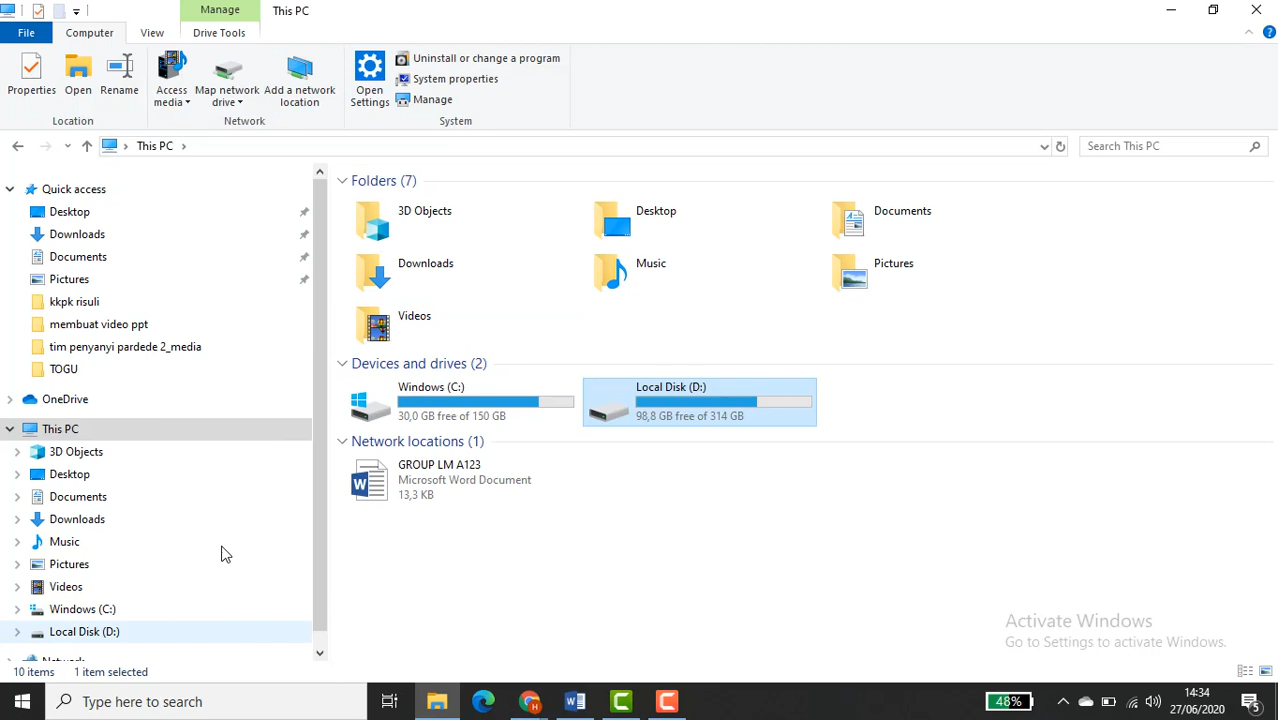 Manage
This PC
File
Computer
View
Drive Tools
Properties
Open
Rename
Access media
Map network drive
Add a network location
Open Settings
Uninstall or change a program
System properties
Manage
Location
Network
System
This PC
Search This PC
Quick access
Desktop
Downloads
Documents
Pictures
kkpk risuli
membuat video ppt
tim penyanyi pardede 2_media
TOGU
OneDrive
This PC
3D Objects
Desktop
Documents
Downloads
Music
Pictures
Videos
Windows (C:)
Local Disk (D:)
Network
Folders (7)
3D Objects
Desktop
Documents
Downloads
Music
Pictures
Videos
Devices and drives (2)
Windows (C:)
30,0 GB free of 150 GB
Local Disk (D:)
98,8 GB free of 314 GB
Network locations (1)
GROUP LM A123
Microsoft Word Document
13,3 KB
Activate Windows
Go to Settings to activate Windows.
10 items
1 item selected
Type here to search
48%
14:34
27/06/2020
5